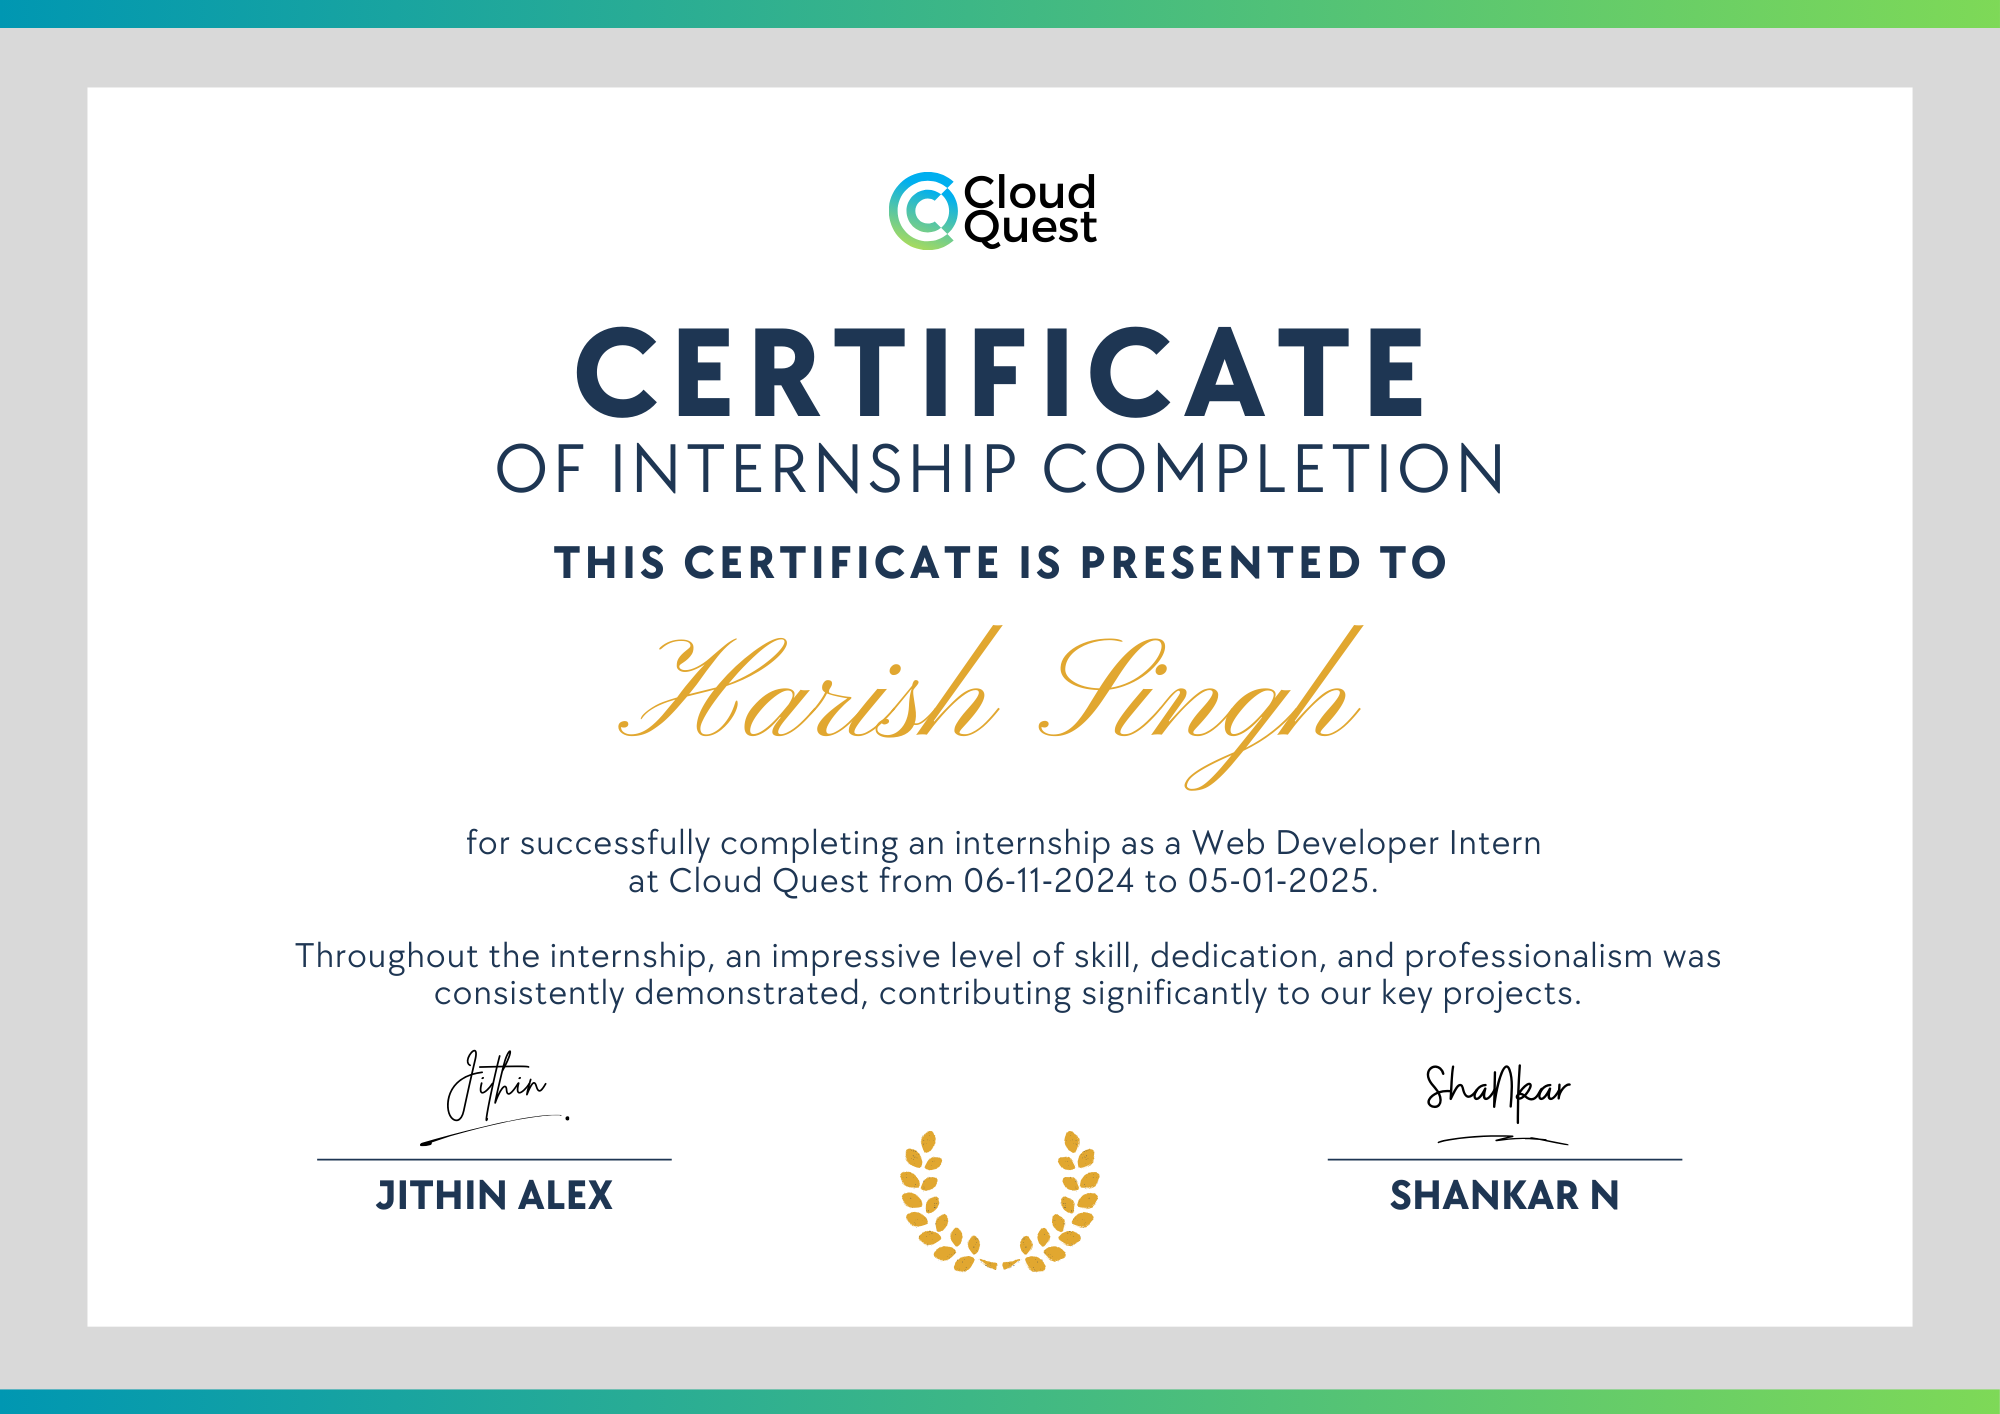 Cloud
Quest
CERTIFICATE
OF INTERNSHIP COMPLETION
THIS CERTIFICATE IS PRESENTED TO
Harish Singh
for successfully completing an internship as a Web Developer Intern
at Cloud Quest from 06-11-2024 to 05-01-2025.
Throughout the internship, an impressive level of skill, dedication, and professionalism was
consistently demonstrated, contributing significantly to our key projects.
Jithin
ShaNkar
JITHIN ALEX
SHANKAR N